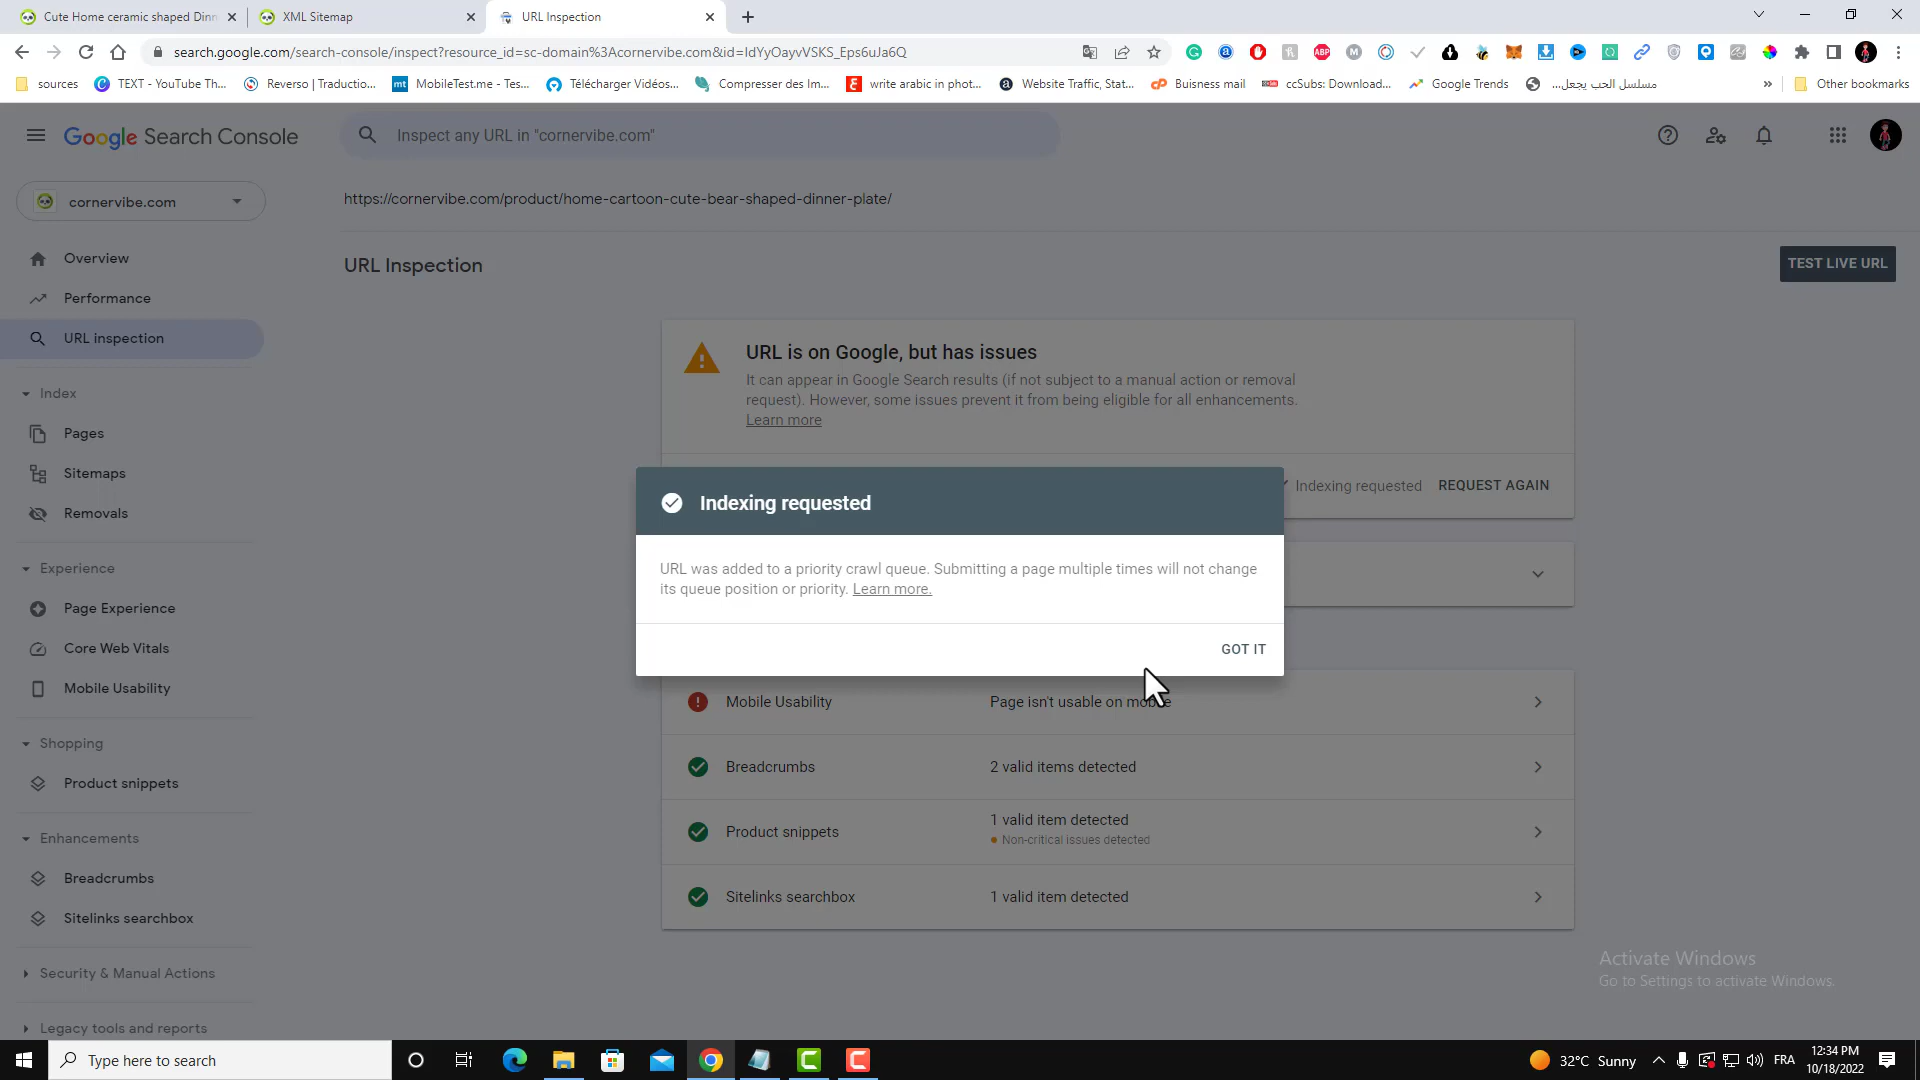 Cute Home ceramic shaped Dinn
XML Sitemap
URL Inspection
search.google.com/search-console/inspect?resource_id=sc-domain%3Acornervibe.com&id=IdYyOayvVSKS_Eps6uJa6Q
sources
TEXT - YouTube Th...
Reverso | Traductio...
mt
MobileTest.me - Tes...
Télécharger Vidéos...
Compresser des Im...
write arabic in phot...
Website Traffic, Stat...
Buisness mail
ccSubs: Download...
Google Trends
مسلسل الحب يجعل...
Other bookmarks
Google Search Console
Inspect any URL in "cornervibe.com"
cornervibe.com
https://cornervibe.com/product/home-cartoon-cute-bear-shaped-dinner-plate/
Overview
Performance
URL inspection
Index
Pages
Sitemaps
Removals
Experience
Page Experience
Core Web Vitals
Mobile Usability
Shopping
Product snippets
Enhancements
Breadcrumbs
Sitelinks searchbox
Security & Manual Actions
Legacy tools and reports
URL Inspection
TEST LIVE URL
URL is on Google, but has issues
It can appear in Google Search results (if not subject to a manual action or removal
request). However, some issues prevent it from being eligible for all enhancements.
Learn more
Indexing requested
REQUEST AGAIN
Indexing requested
URL was added to a priority crawl queue. Submitting a page multiple times will not change
its queue position or priority. Learn more.
GOT IT
Mobile Usability
Page isn't usable on mobile
Breadcrumbs
2 valid items detected
Product snippets
1 valid item detected
Non-critical issues detected
Sitelinks searchbox
1 valid item detected
Activate Windows
Go to Settings to activate Windows.
Type here to search
32°C Sunny
FRA
12:34 PM
10/18/2022